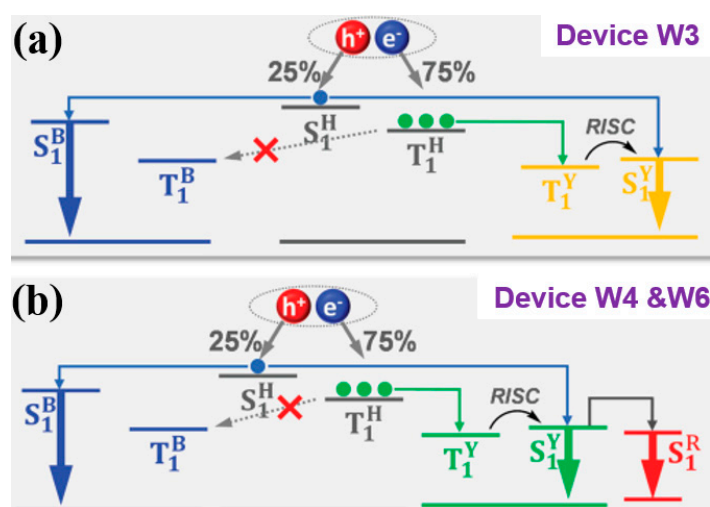 (a)
h⁺ e⁻
Device W3
25% 75%
S₁ᴮ
S₁ᴴ
T₁ᴴ
RISC
T₁ᴮ
T₁ʸ
S₁ʸ
(b)
h⁺ e⁻
Device W4 &W6
25% 75%
S₁ᴮ
S₁ᴴ
T₁ᴴ
RISC
T₁ᴮ
T₁ʸ
S₁ʸ
S₁ᴿ